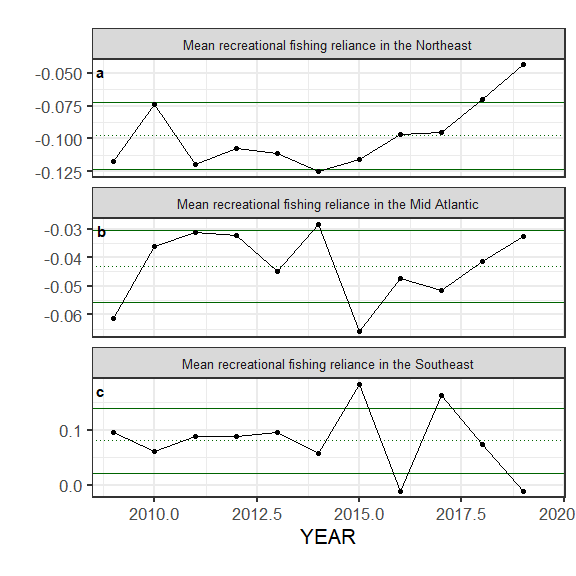 Mean recreational fishing reliance in the Northeast
a
-0.050
-0.075
-0.100
-0.125
Mean recreational fishing reliance in the Mid Atlantic
b
-0.03
-0.04
-0.05
-0.06
Mean recreational fishing reliance in the Southeast
c
0.1
0.0
2010.0 2012.5 2015.0 2017.5 2020
YEAR